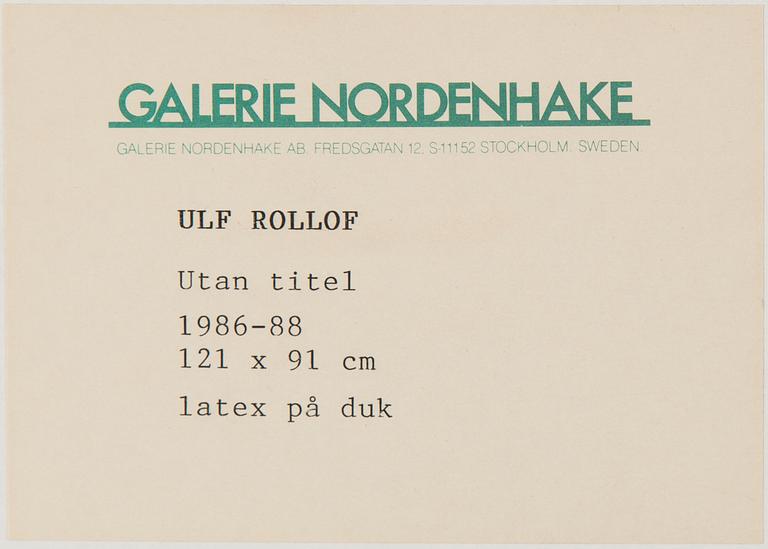 GALERIE NORDENHAKE
GALERIE NORDENHAKE AB. FREDSGATAN 12, S-11152 STOCKHOLM. SWEDEN.
ULF ROLLOF
Utan titel
1986-88
121 x 91 cm
latex på duk